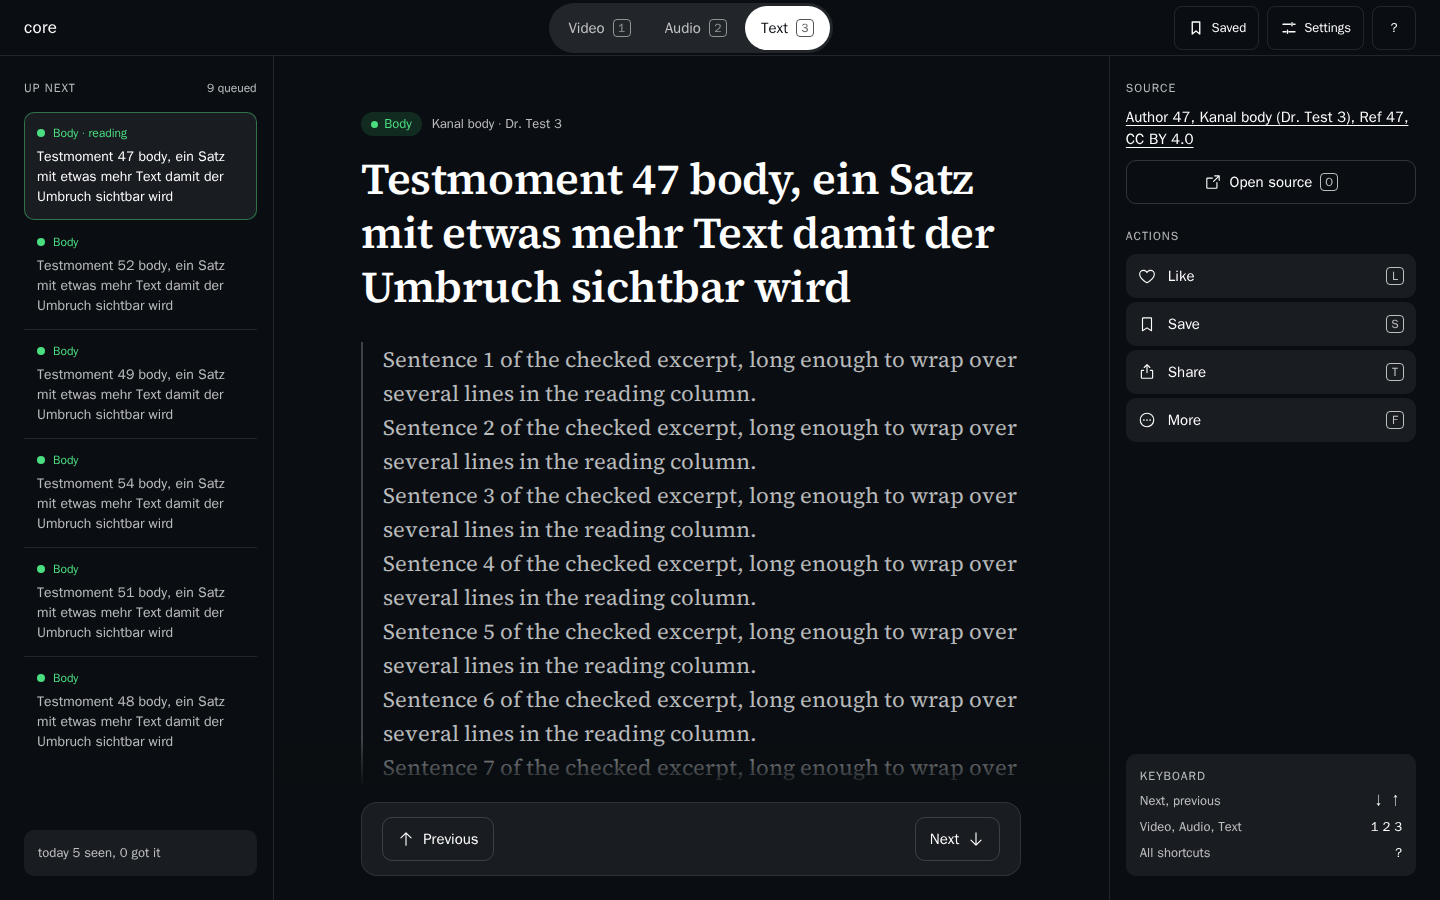 core
Video 1
Audio 2
Text 3
Saved
Settings
?
UP NEXT
9 queued
Body · reading
Testmoment 47 body, ein Satz
mit etwas mehr Text damit der
Umbruch sichtbar wird
Body
Testmoment 52 body, ein Satz
mit etwas mehr Text damit der
Umbruch sichtbar wird
Body
Testmoment 49 body, ein Satz
mit etwas mehr Text damit der
Umbruch sichtbar wird
Body
Testmoment 54 body, ein Satz
mit etwas mehr Text damit der
Umbruch sichtbar wird
Body
Testmoment 51 body, ein Satz
mit etwas mehr Text damit der
Umbruch sichtbar wird
Body
Testmoment 48 body, ein Satz
mit etwas mehr Text damit der
Umbruch sichtbar wird
today 5 seen, 0 got it
Body
Kanal body · Dr. Test 3
Testmoment 47 body, ein Satz
mit etwas mehr Text damit der
Umbruch sichtbar wird
Sentence 1 of the checked excerpt, long enough to wrap over
several lines in the reading column.
Sentence 2 of the checked excerpt, long enough to wrap over
several lines in the reading column.
Sentence 3 of the checked excerpt, long enough to wrap over
several lines in the reading column.
Sentence 4 of the checked excerpt, long enough to wrap over
several lines in the reading column.
Sentence 5 of the checked excerpt, long enough to wrap over
several lines in the reading column.
Sentence 6 of the checked excerpt, long enough to wrap over
several lines in the reading column.
Sentence 7 of the checked excerpt, long enough to wrap over
↑ Previous
Next ↓
SOURCE
Author 47, Kanal body (Dr. Test 3), Ref 47,
CC BY 4.0
Open source O
ACTIONS
Like L
Save S
Share T
More F
KEYBOARD
Next, previous ↓ ↑
Video, Audio, Text 1 2 3
All shortcuts ?